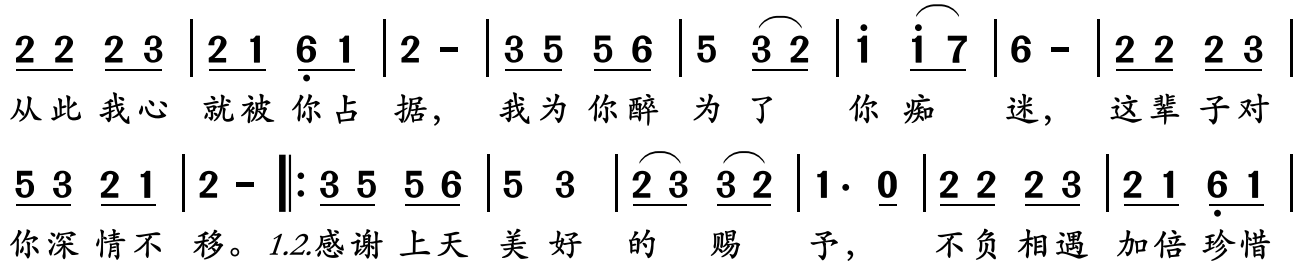 2 2 2 3 | 2 1 6̣ 1 | 2 - | 3 5 5 6 | 5 3 2 | i i 7 | 6 - | 2 2 2 3 |
从此我心 就被你占 据， 我为你醉 为了 你痴 迷， 这辈子对
5 3 2 1 | 2 - ‖: 3 5 5 6 | 5 3 | 2 3 3 2 | 1· 0 | 2 2 2 3 | 2 1 6̣ 1 |
你深情不 移。 1.2.感谢上天 美好 的赐 予， 不负相遇 加倍珍惜